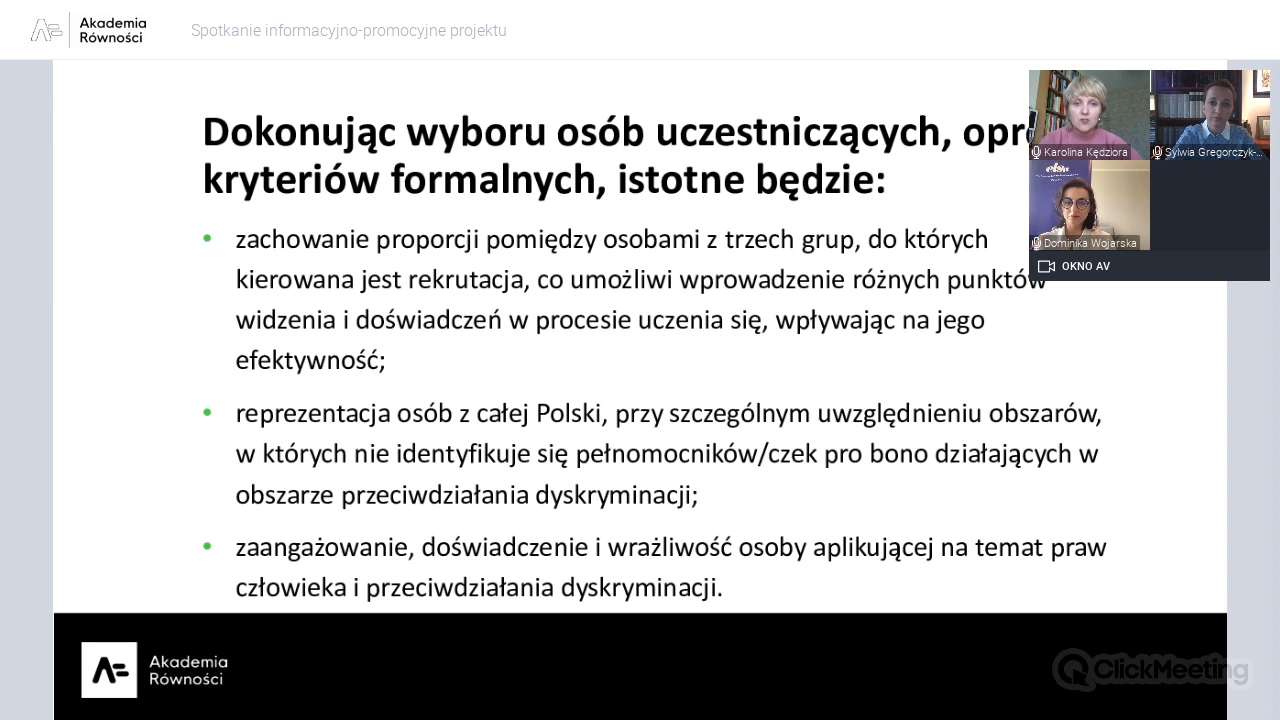 Akademia
Równości
Spotkanie informacyjno-promocyjne projektu
Dokonując wyboru osób uczestniczących,
kryteriów formalnych, istotne będzie:
• zachowanie proporcji pomiędzy osobami z trzech grup, do których
kierowana jest rekrutacja, co umożliwi wprowadzenie różnych punktów
widzenia i doświadczeń w procesie uczenia się, wpływając na jego
efektywność;
• reprezentacja osób z całej Polski, przy szczególnym uwzględnieniu obszarów,
w których nie identyfikuje się pełnomocników/czek pro bono działających w
obszarze przeciwdziałania dyskryminacji;
• zaangażowanie, doświadczenie i wrażliwość osoby aplikującej na temat praw
człowieka i przeciwdziałania dyskryminacji.
Karolina Kędziora
Sylwia Gregorczyk-...
Dominika Wojarska
OKNO AV
Akademia
Równości
ClickMeeting